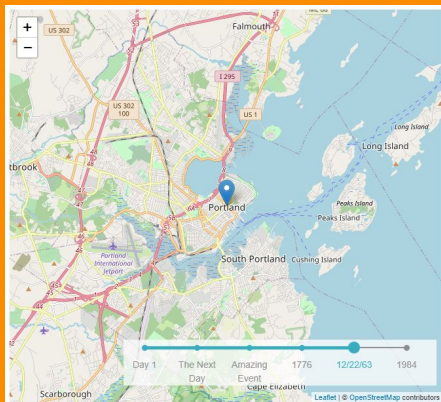 +
−
Falmouth
US 302
I 295
US 302
100
US 1
Long Island
Long Island
Portland
Peaks Island
Peaks Island
Portland
International
Jetport
South Portland
Cushing Island
Day 1
The Next
Day
Amazing
Event
1776
12/22/63
1984
Scarborough
Cape Elizabeth
Leaflet | © OpenStreetMap contributors